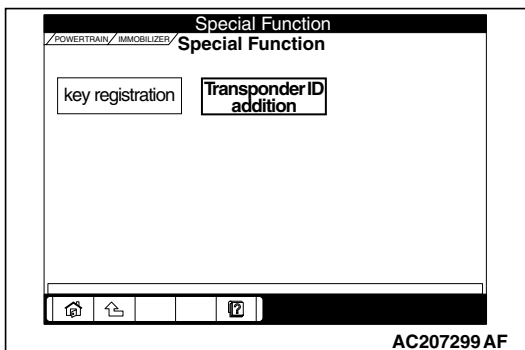 Special Function
POWERTRAIN/ IMMOBILIZER/ Special Function
key registration
Transponder ID
addition
?
AC207299 AF